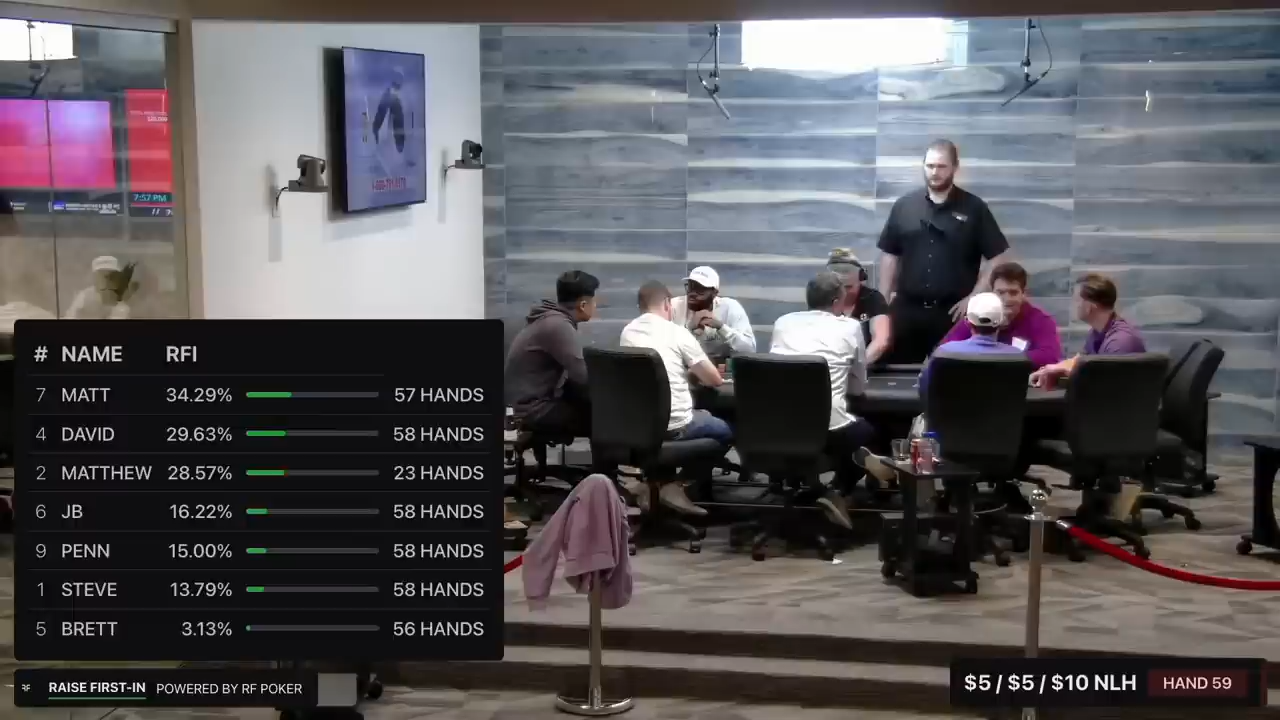 7:57 PM
# NAME RFI
7 MATT 34.29% 57 HANDS
4 DAVID 29.63% 58 HANDS
2 MATTHEW 28.57% 23 HANDS
6 JB 16.22% 58 HANDS
9 PENN 15.00% 58 HANDS
1 STEVE 13.79% 58 HANDS
5 BRETT 3.13% 56 HANDS
RF RAISE FIRST-IN POWERED BY RF POKER
$5 / $5 / $10 NLH HAND 59